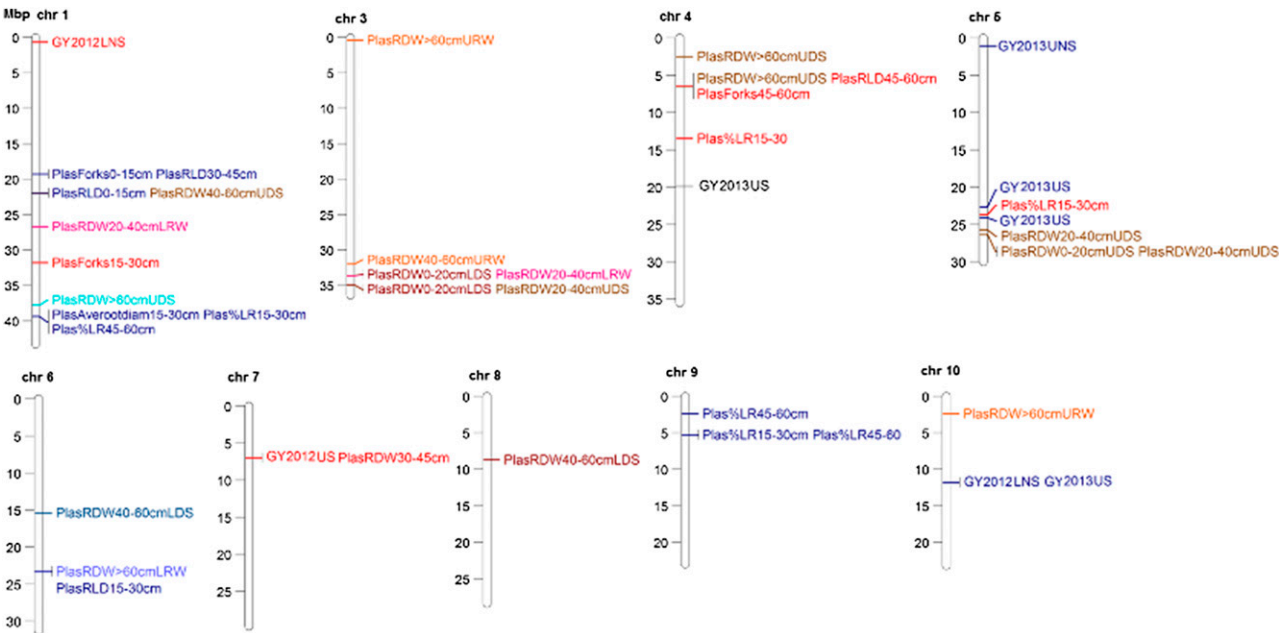 Mbp chr 1
0
5
10
15
20
25
30
35
40
GY2012LNS
PlasForks0-15cm PlasRLD30-45cm
PlasRLD0-15cm PlasRDW40-60cmUDS
PlasRDW20-40cmLRW
PlasForks15-30cm
PlasRDW>60cmUDS
PlasAverootdiam15-30cm Plas%LR15-30cm
Plas%LR45-60cm
chr 3
0
5
10
15
20
25
30
35
PlasRDW>60cmURW
PlasRDW40-60cmURW
PlasRDW0-20cmLDS PlasRDW20-40cmLRW
PlasRDW0-20cmLDS PlasRDW20-40cmUDS
chr 4
0
5
10
15
20
25
30
35
PlasRDW>60cmUDS
PlasRDW>60cmUDS PlasRLD45-60cm
PlasForks45-60cm
Plas%LR15-30
GY2013US
chr 5
0
5
10
15
20
25
30
GY2013UNS
GY2013US
Plas%LR15-30cm
GY2013US
PlasRDW20-40cmUDS
PlasRDW0-20cmUDS PlasRDW20-40cmUDS
chr 6
0
5
10
15
20
25
30
PlasRDW40-60cmLDS
PlasRDW>60cmLRW
PlasRLD15-30cm
chr 7
0
5
10
15
20
25
GY2012US PlasRDW30-45cm
chr 8
0
5
10
15
20
25
PlasRDW40-60cmLDS
chr 9
0
5
10
15
20
Plas%LR45-60cm
Plas%LR15-30cm Plas%LR45-60
chr 10
0
5
10
15
20
PlasRDW>60cmURW
GY2012LNS GY2013US